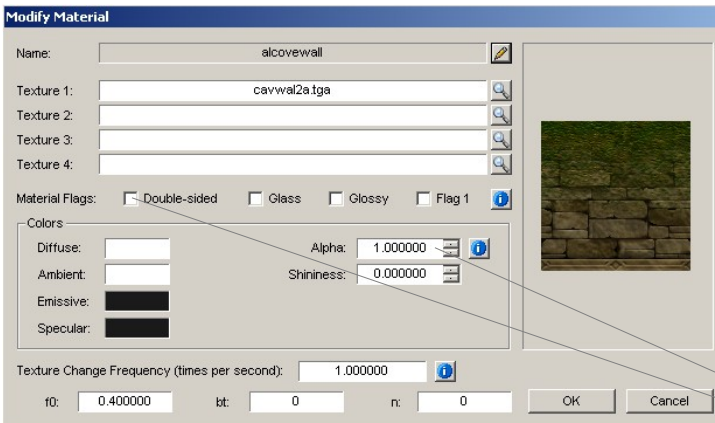 Modify Material
Name: alcovewall
Texture 1: cavwal2a.tga
Texture 2:
Texture 3:
Texture 4:
Material Flags: Double-sided Glass Glossy Flag 1
Colors
Diffuse: Alpha: 1.000000
Ambient: Shininess: 0.000000
Emissive:
Specular:
Texture Change Frequency (times per second): 1.000000
f0: 0.400000 bt: 0 n: 0 OK Cancel